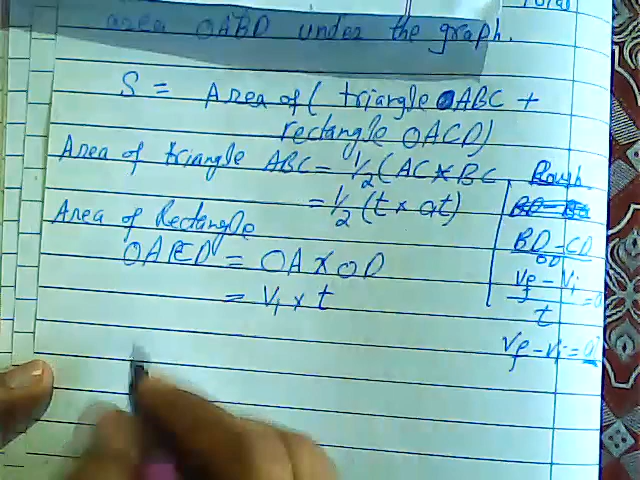 area OABD under the graph.
S = Area of ( triangle ABC +
rectangle OACD)
Area of triangle ABC = 1/2 (AC × BC
= 1/2 (t × at)
Area of Rectangle
OACD = OA × OD
= Vi × t
Rough
BD - CD
Vf - Vi
t
Vf - Vi = a